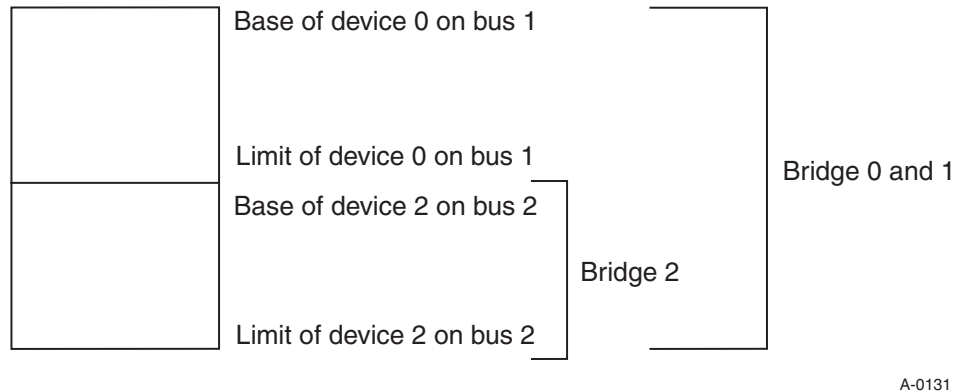 Base of device 0 on bus 1
Limit of device 0 on bus 1
Bridge 0 and 1
Base of device 2 on bus 2
Bridge 2
Limit of device 2 on bus 2
A-0131